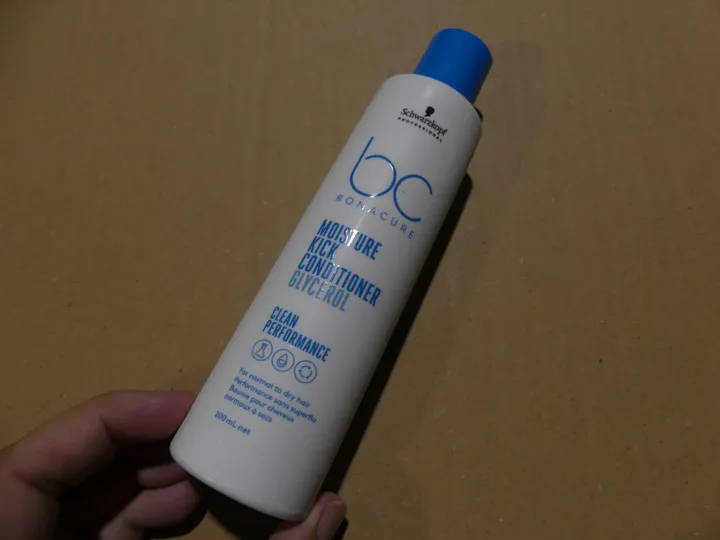 Schwarzkopf
PROFESSIONAL
bc
BONACURE
MOISTURE
KICK
CONDITIONER
GLYCEROL
CLEAN
PERFORMANCE
For normal to dry hair
Performance sans superflu
Baume pour cheveux
normaux à secs
200 mL net